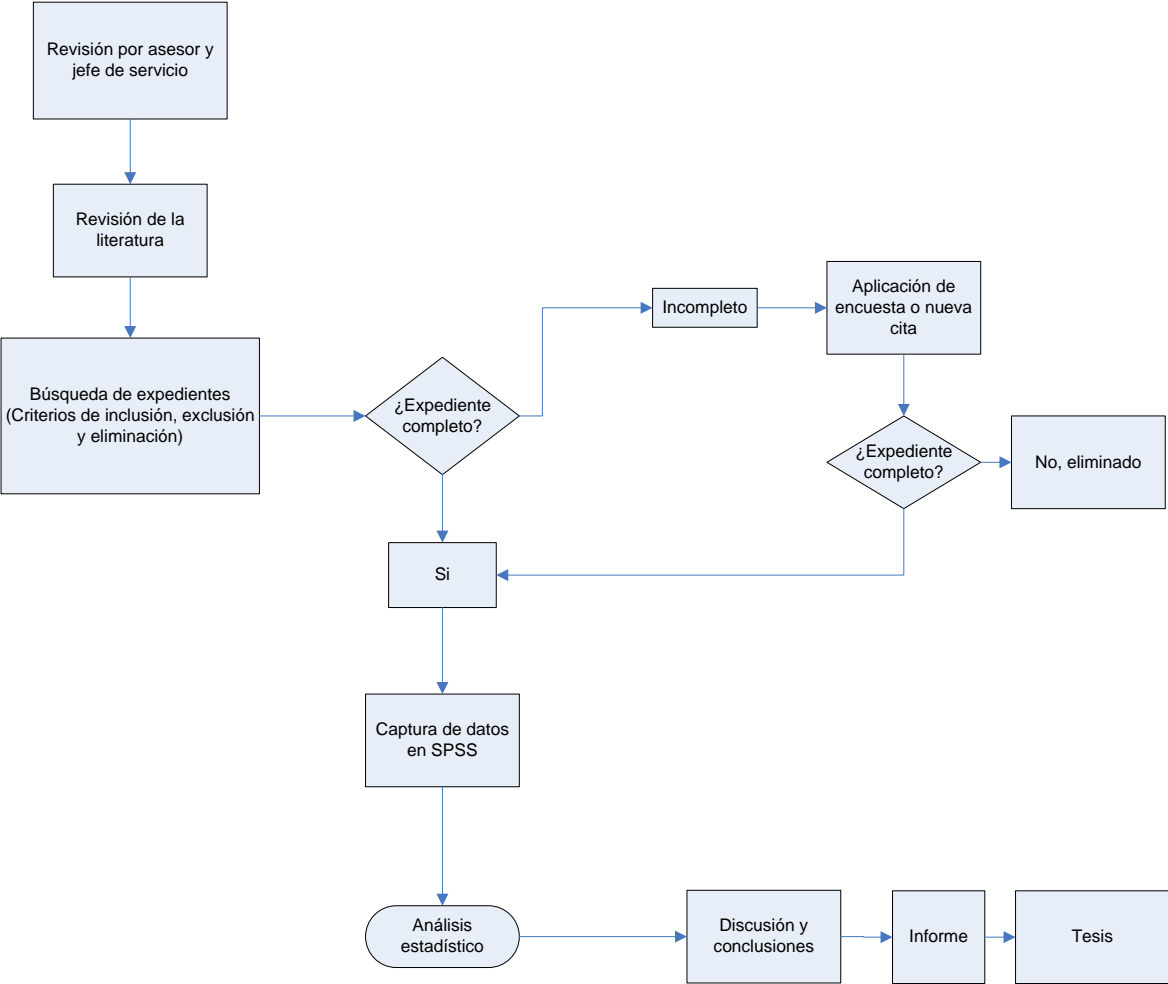 Revisión por asesor y
jefe de servicio
Revisión de la
literatura
Búsqueda de expedientes
(Criterios de inclusión, exclusión
y eliminación)
¿Expediente
completo?
Incompleto
Aplicación de
encuesta o nueva
cita
¿Expediente
completo?
No, eliminado
Si
Captura de datos
en SPSS
Análisis
estadístico
Discusión y
conclusiones
Informe
Tesis